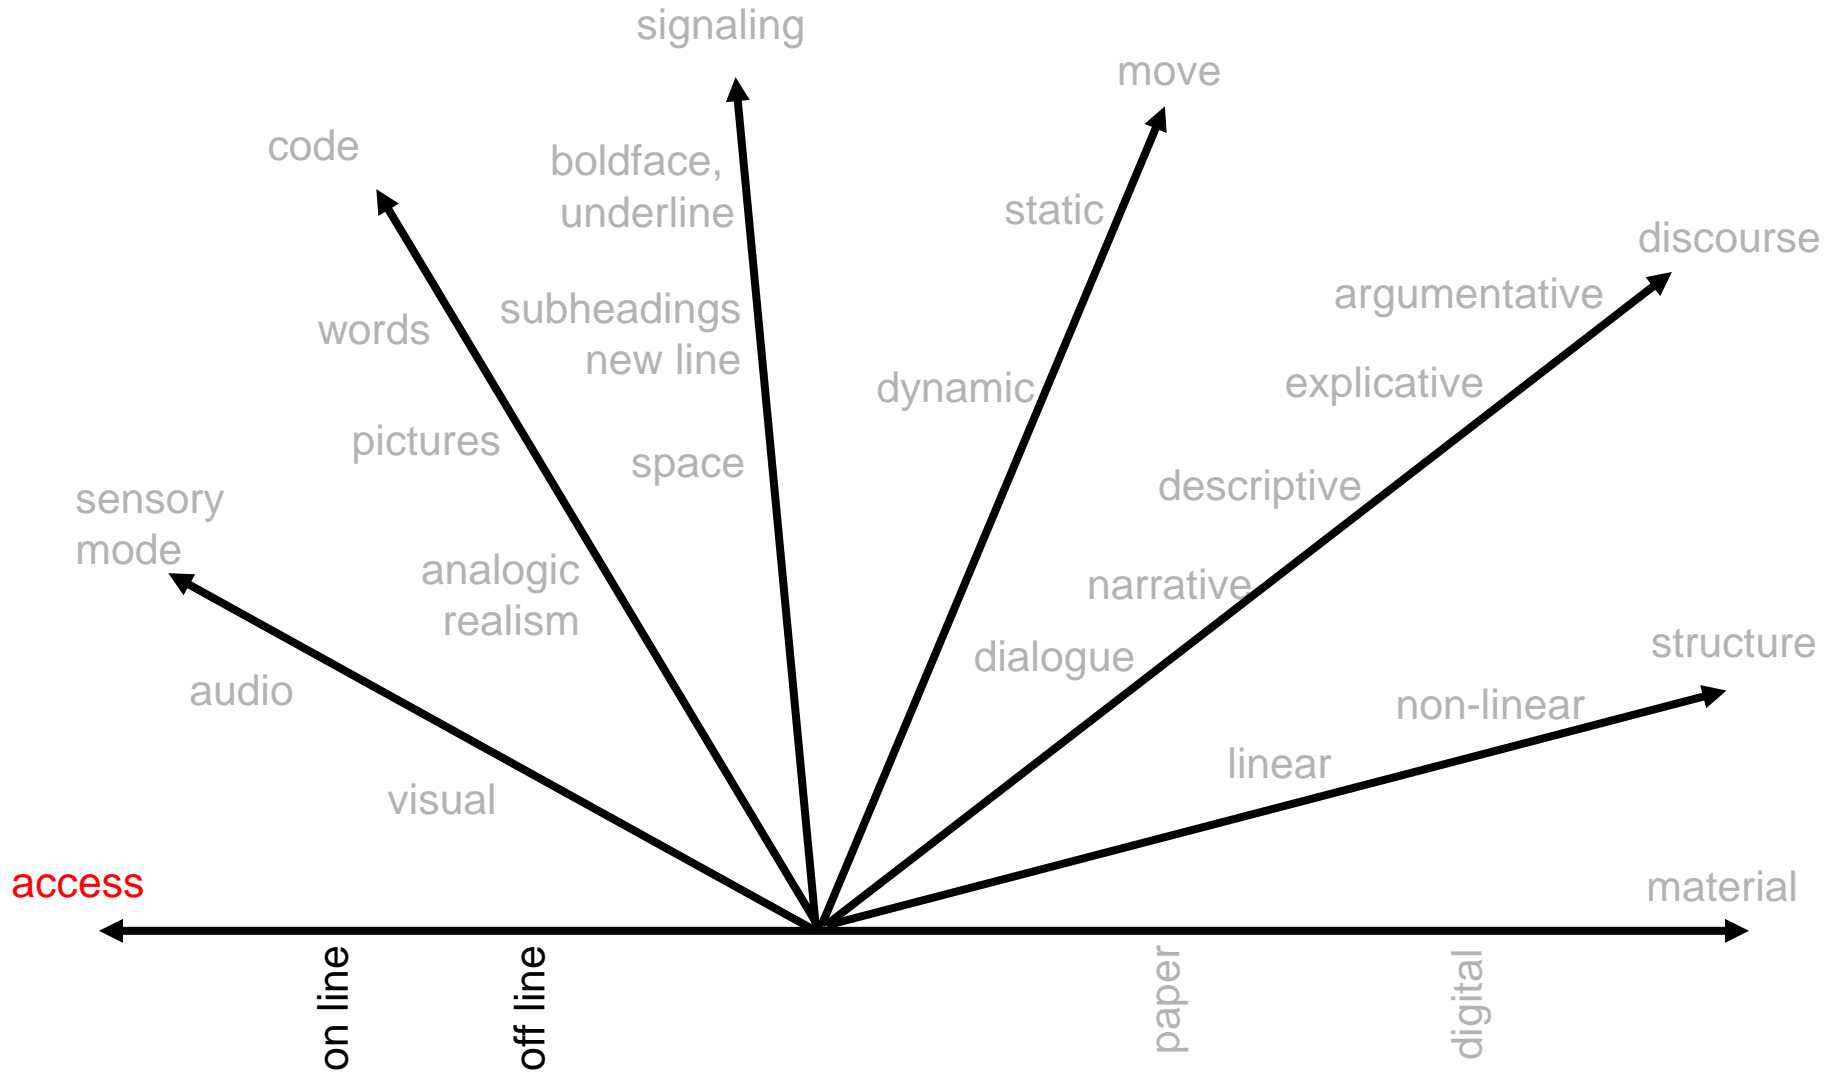 signaling
move
code
boldface,
underline
static
discourse
argumentative
subheadings
new line
words
dynamic
explicative
pictures
space
descriptive
sensory
mode
analogic
realism
narrative
dialogue
structure
audio
non-linear
linear
visual
access
material
on line
off line
paper
digital